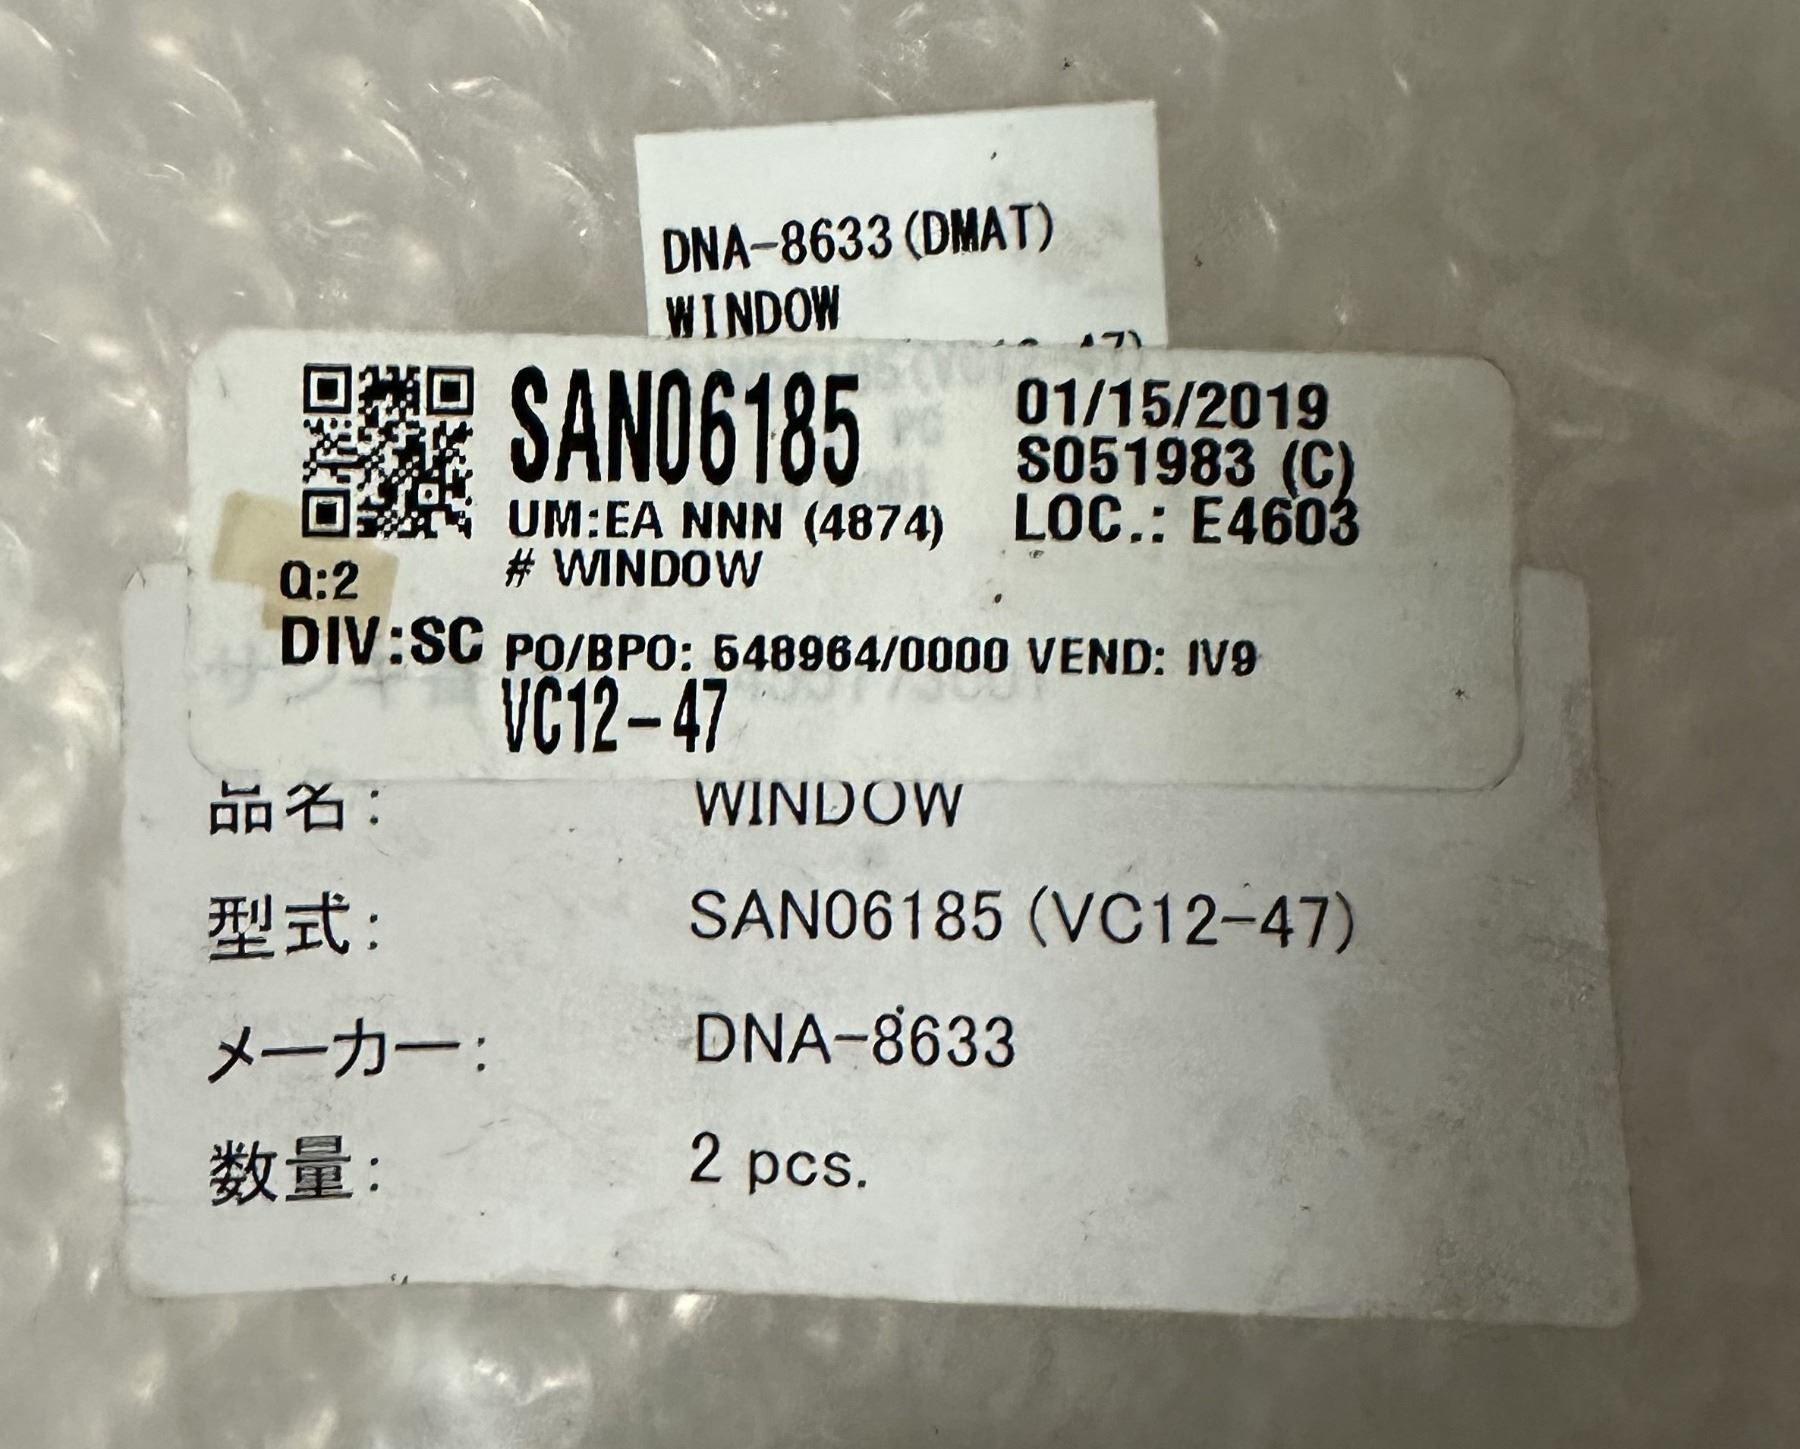 DNA-8633(DMAT)
WINDOW
SAN06185
01/15/2019
S051983 (C)
UM:EA NNN (4874)
LOC.: E4603
# WINDOW
Q:2
DIV:SC
PO/BPO: 548964/0000 VEND: IV9
VC12-47
品名: WINDOW
型式: SAN06185(VC12-47)
メーカー: DNA-8633
数量: 2 pcs.